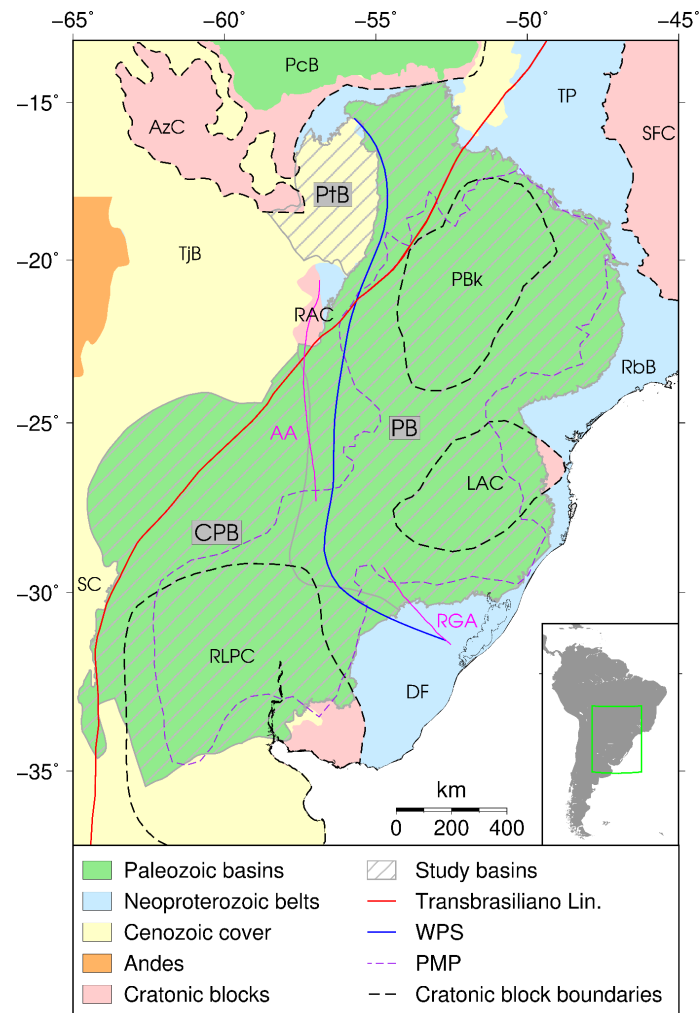 −65° −60° −55° −50° −45°
PcB
−15°
TP
AzC
SFC
PtB
TjB
−20°
PBk
RAC
RbB
−25°
AA
PB
LAC
CPB
SC
−30°
RGA
RLPC
DF
−35°
km
0 200 400
Paleozoic basins
Neoproterozoic belts
Cenozoic cover
Andes
Cratonic blocks
Study basins
Transbrasiliano Lin.
WPS
PMP
Cratonic block boundaries